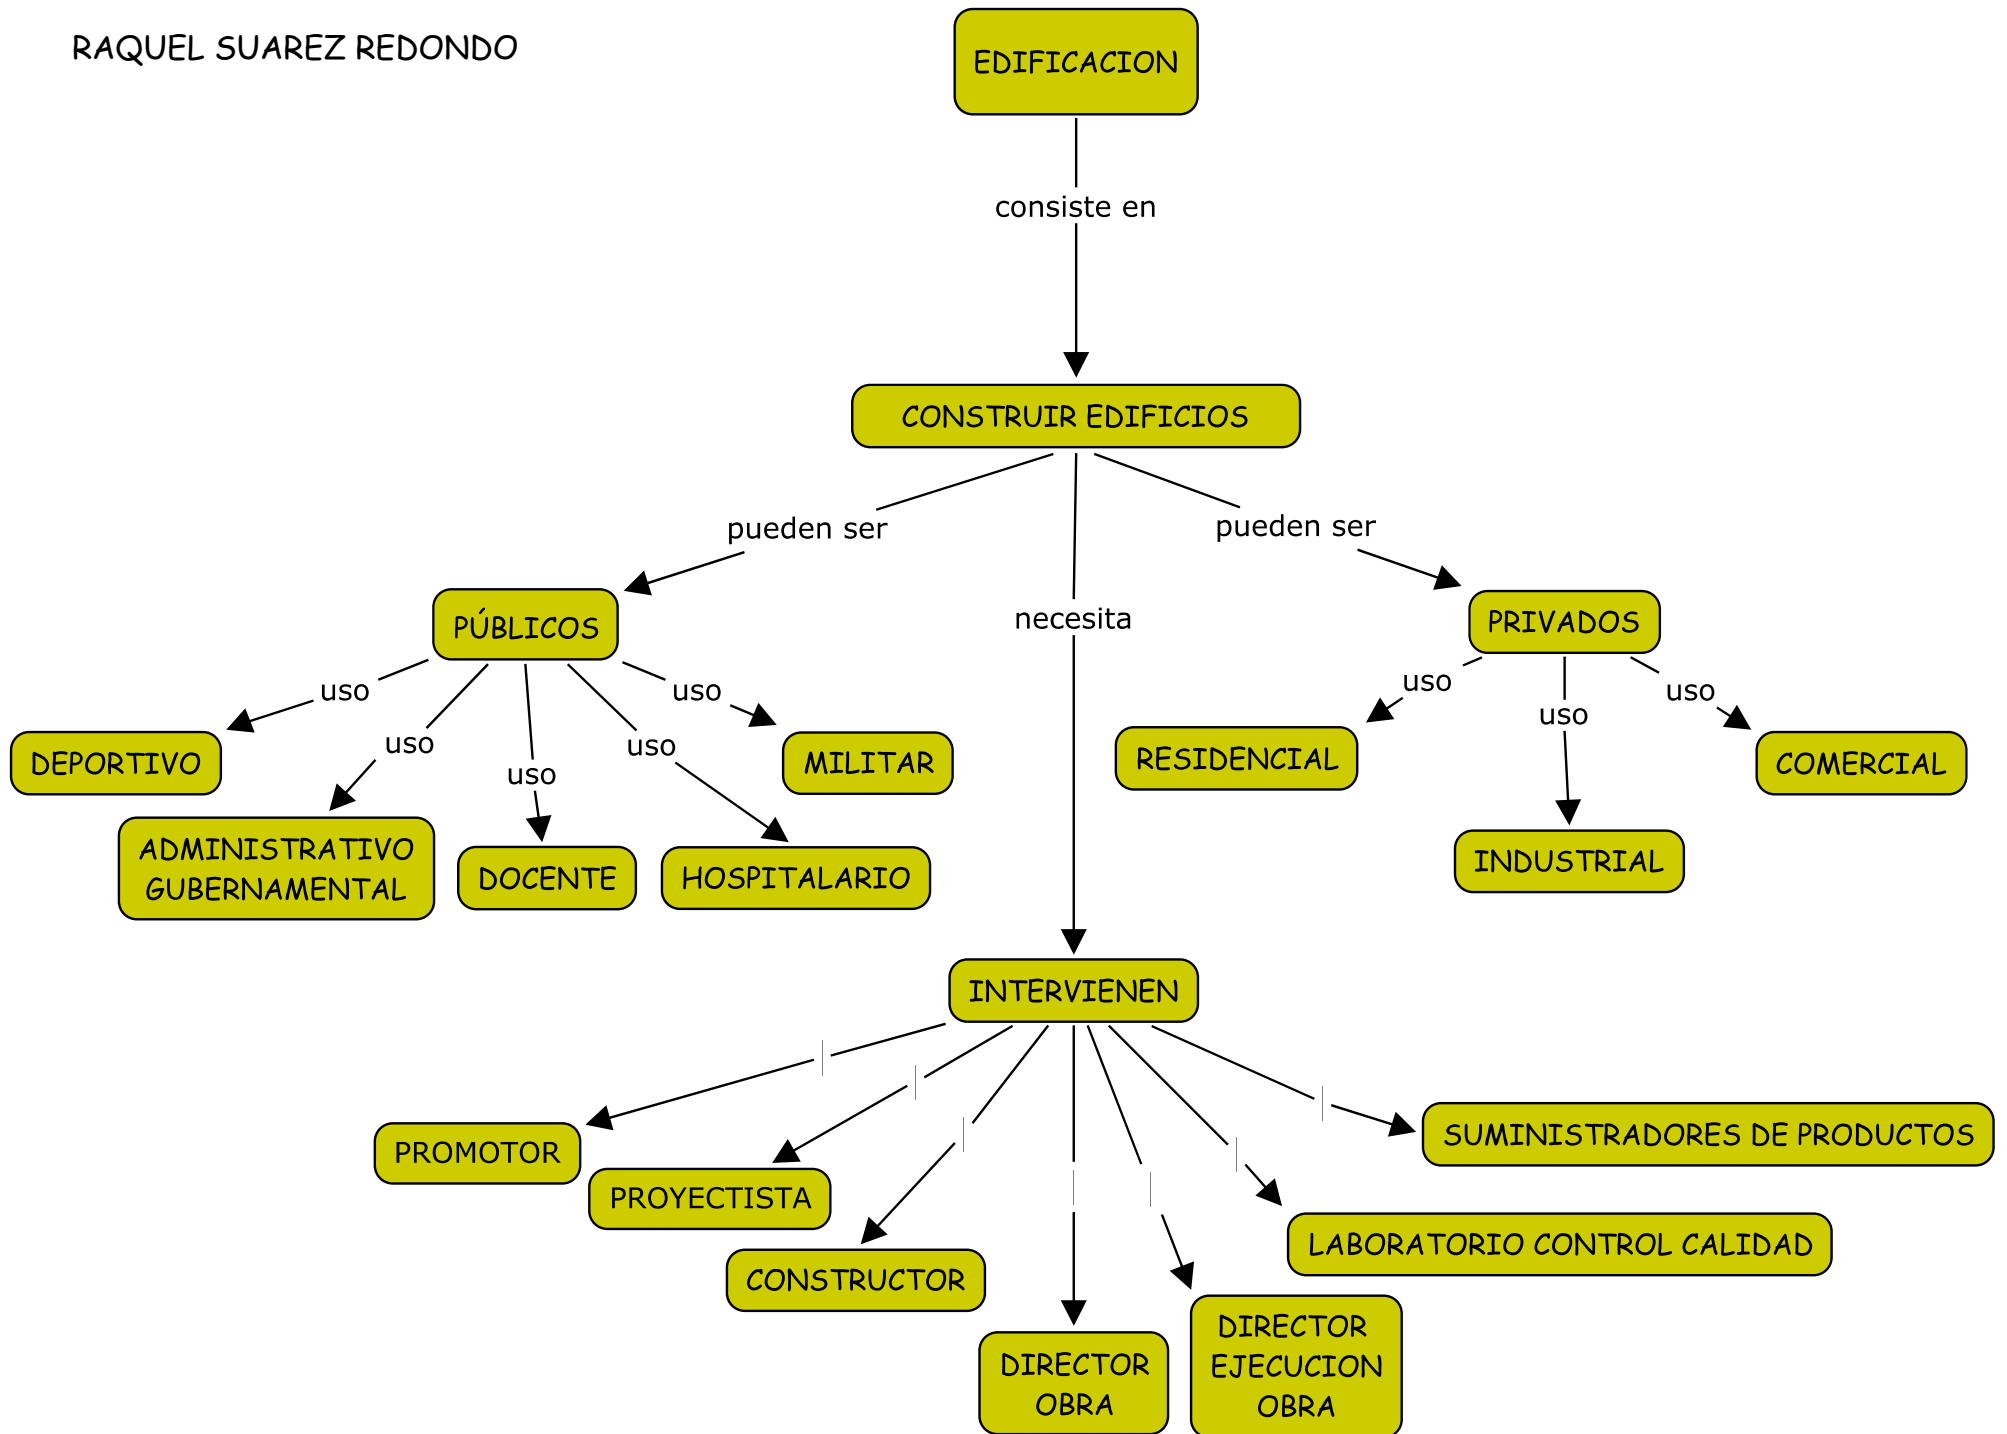 RAQUEL SUAREZ REDONDO
EDIFICACION
consiste en
CONSTRUIR EDIFICIOS
pueden ser
pueden ser
necesita
PÚBLICOS
PRIVADOS
uso
uso
uso
uso
uso
uso
uso
uso
DEPORTIVO
MILITAR
RESIDENCIAL
COMERCIAL
ADMINISTRATIVO
GUBERNAMENTAL
DOCENTE
HOSPITALARIO
INDUSTRIAL
INTERVIENEN
PROMOTOR
PROYECTISTA
CONSTRUCTOR
DIRECTOR
OBRA
DIRECTOR
EJECUCION
OBRA
LABORATORIO CONTROL CALIDAD
SUMINISTRADORES DE PRODUCTOS